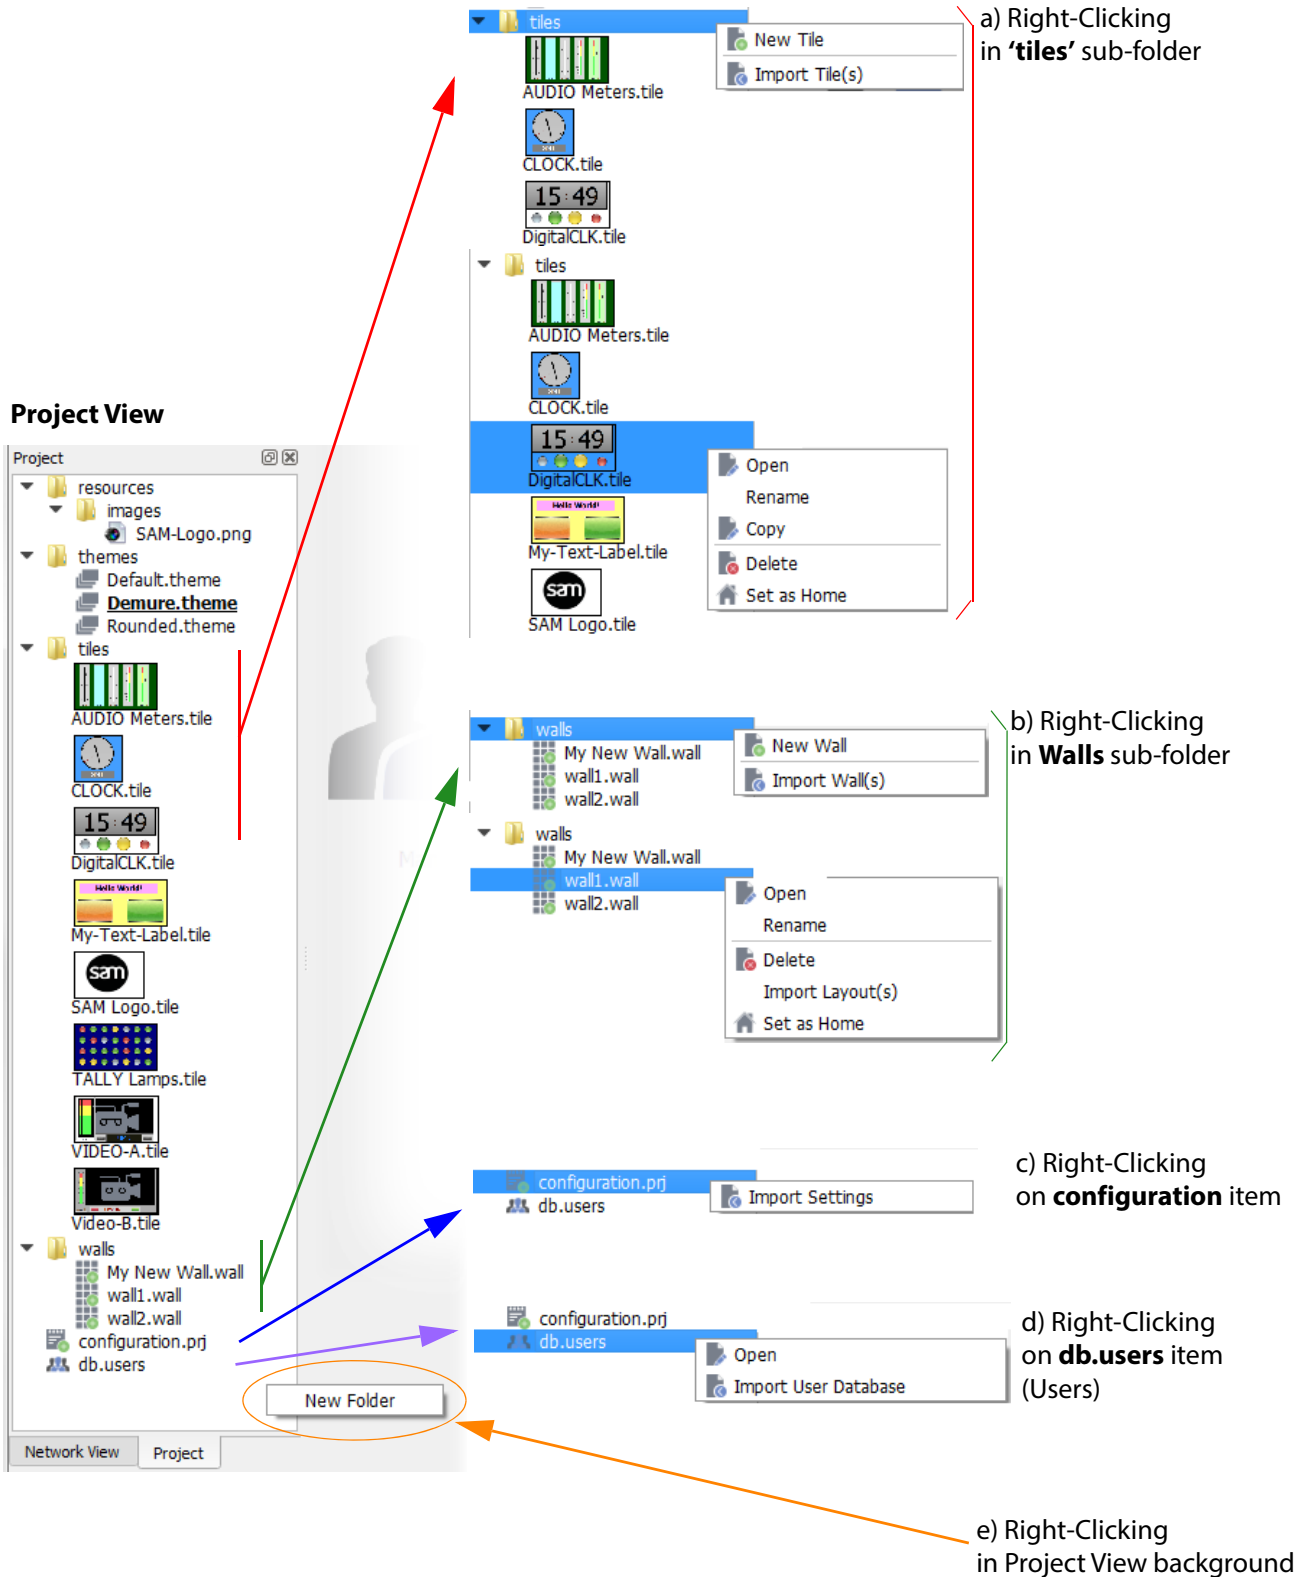 tiles
New Tile
Import Tile(s)
AUDIO Meters.tile
CLOCK.tile
15:49
DigitalCLK.tile
a) Right-Clicking
in 'tiles' sub-folder
tiles
AUDIO Meters.tile
CLOCK.tile
15:49
DigitalCLK.tile
Open
Rename
Copy
Delete
Set as Home
Hello World!
My-Text-Label.tile
sam
SAM Logo.tile
Project View
Project
resources
images
SAM-Logo.png
themes
Default.theme
Demure.theme
Rounded.theme
tiles
AUDIO Meters.tile
CLOCK.tile
15:49
DigitalCLK.tile
Hello World!
My-Text-Label.tile
sam
SAM Logo.tile
TALLY Lamps.tile
VIDEO-A.tile
Video-B.tile
walls
My New Wall.wall
wall1.wall
wall2.wall
configuration.prj
db.users
New Folder
Network View
Project
walls
My New Wall.wall
wall1.wall
wall2.wall
New Wall
Import Wall(s)
b) Right-Clicking
in Walls sub-folder
walls
My New Wall.wall
wall1.wall
wall2.wall
Open
Rename
Delete
Import Layout(s)
Set as Home
configuration.prj
db.users
Import Settings
c) Right-Clicking
on configuration item
configuration.prj
db.users
Open
Import User Database
d) Right-Clicking
on db.users item
(Users)
e) Right-Clicking
in Project View background